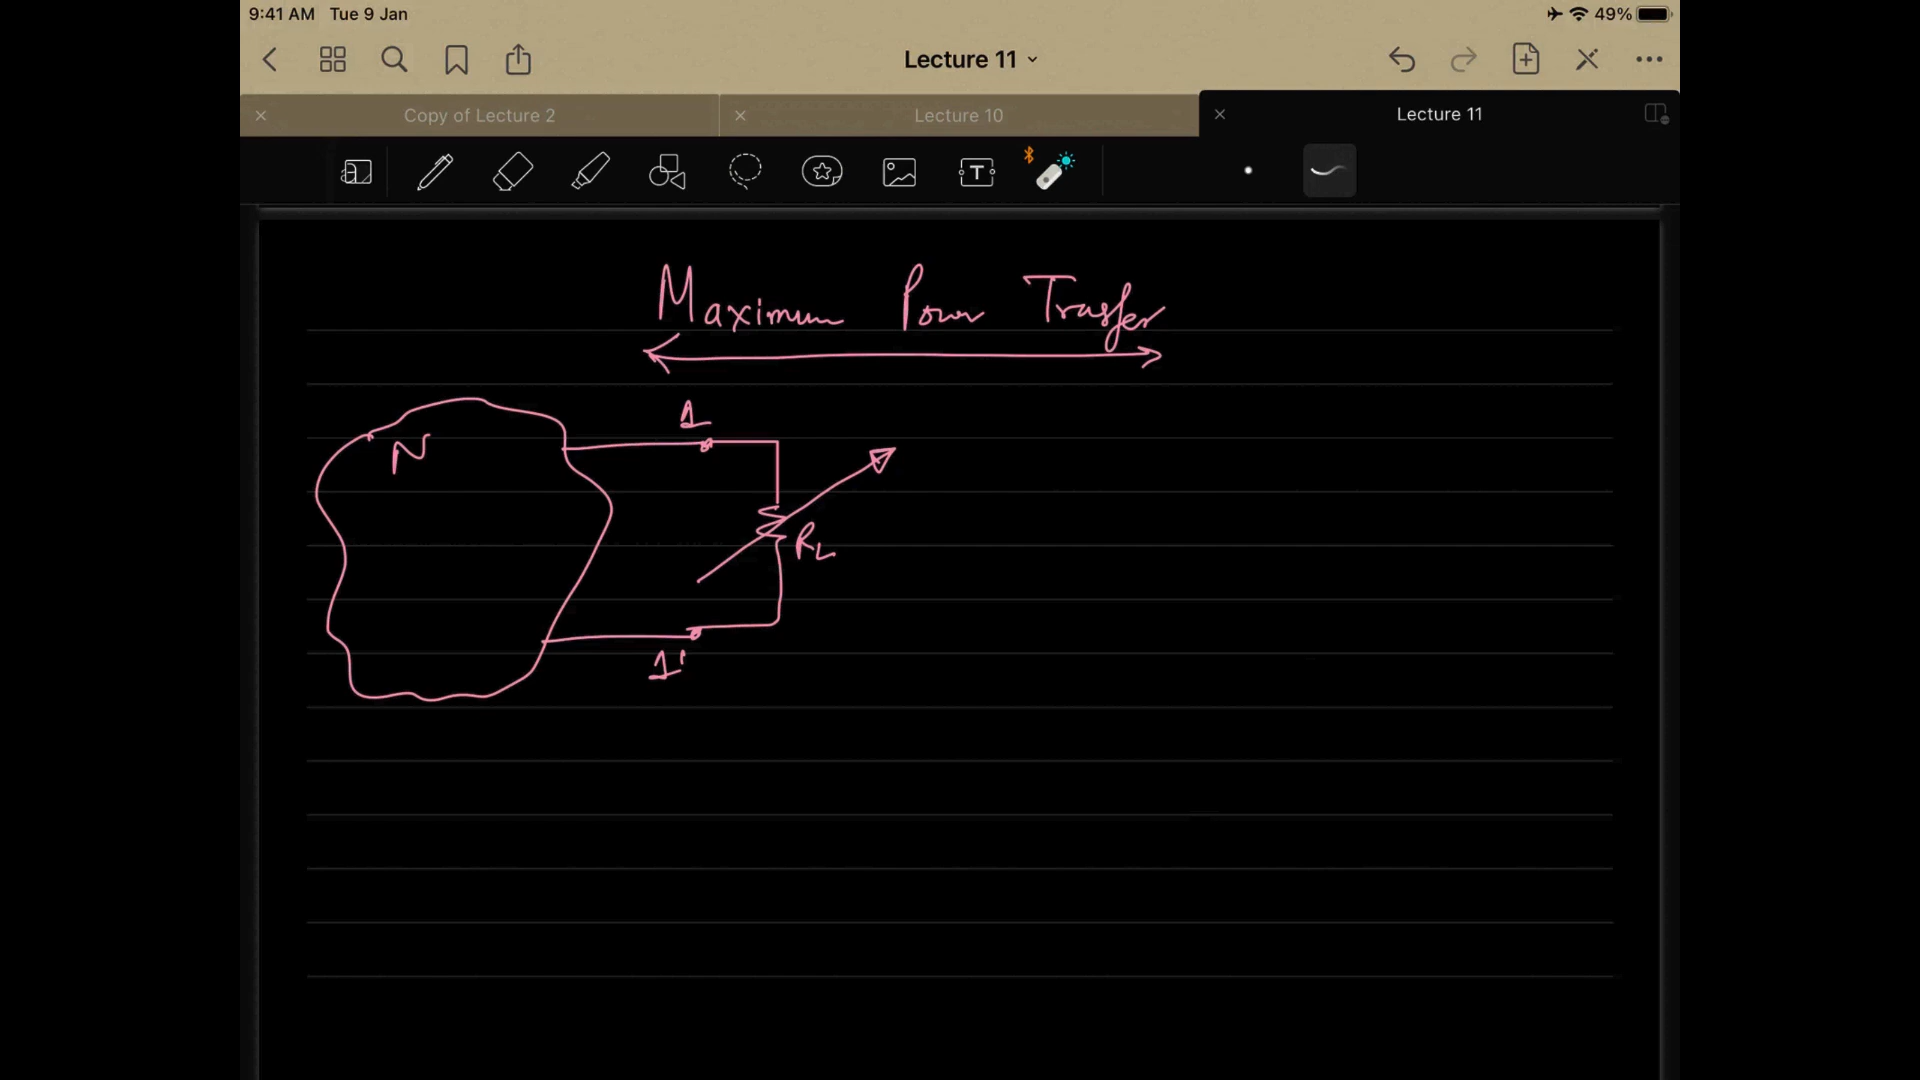 9:41 AM Tue 9 Jan 49%
Lecture 11
Copy of Lecture 2 Lecture 10 Lecture 11
T
Maximum Power Trasfer
1
N
RL
1'